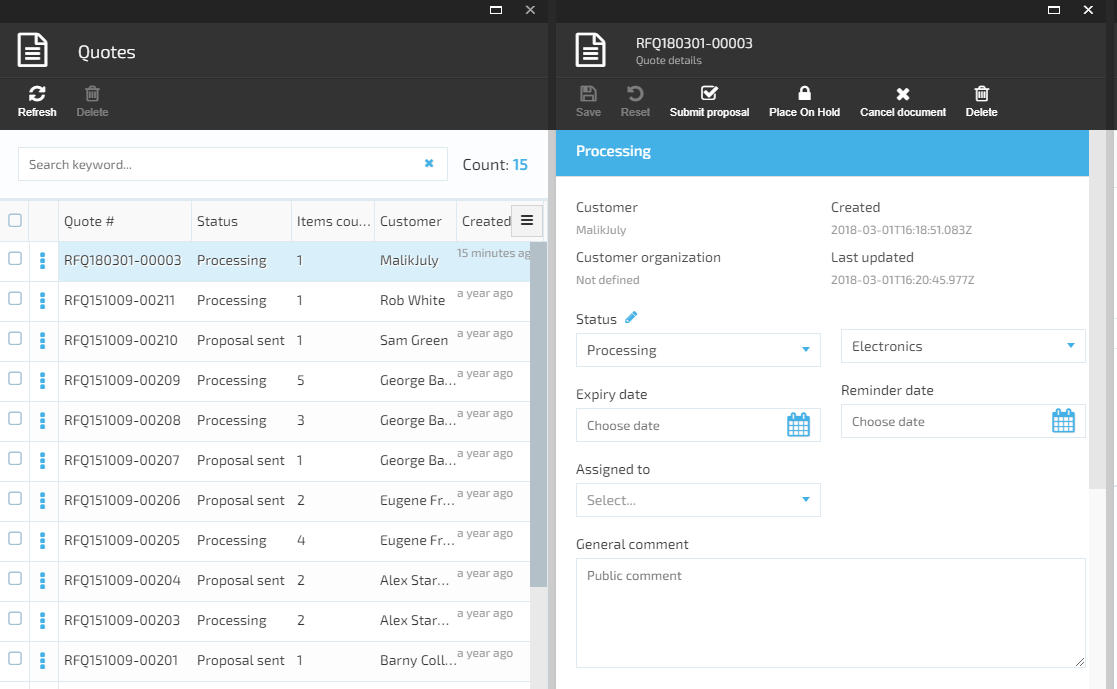 Quotes
Refresh
Delete
Search keyword...
Count: 15
Quote # Status Items cou... Customer Created
RFQ180301-00003 Processing 1 MalikJuly 15 minutes ag
RFQ151009-00211 Processing 1 Rob White a year ago
RFQ151009-00210 Proposal sent 1 Sam Green a year ago
RFQ151009-00209 Processing 5 George Ba... a year ago
RFQ151009-00208 Processing 3 George Ba... a year ago
RFQ151009-00207 Proposal sent 1 George Ba... a year ago
RFQ151009-00206 Proposal sent 2 Eugene Fr... a year ago
RFQ151009-00205 Processing 4 Eugene Fr... a year ago
RFQ151009-00204 Proposal sent 2 Alex Star... a year ago
RFQ151009-00203 Processing 2 Alex Star... a year ago
RFQ151009-00201 Proposal sent 1 Barny Coll... a year ago
RFQ180301-00003
Quote details
Save
Reset
Submit proposal
Place On Hold
Cancel document
Delete
Processing
Customer
MalikJuly
Created
2018-03-01T16:18:51.083Z
Customer organization
Not defined
Last updated
2018-03-01T16:20:45.977Z
Status
Processing
Electronics
Expiry date
Choose date
Reminder date
Choose date
Assigned to
Select...
General comment
Public comment